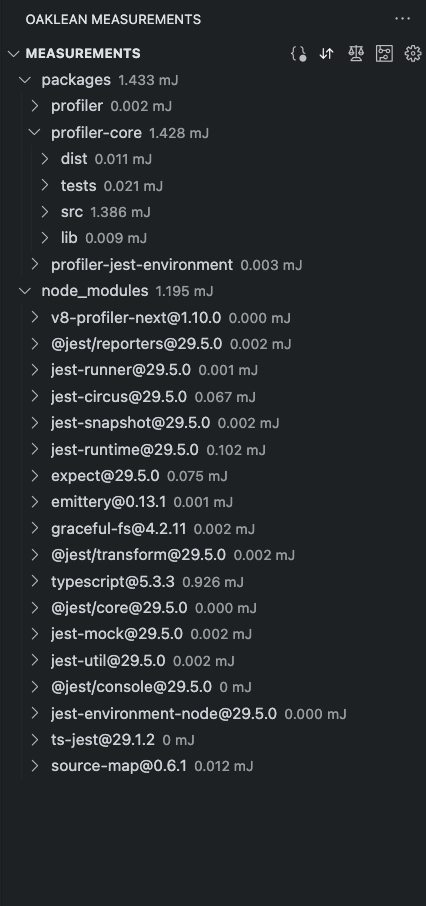 OAKLEAN MEASUREMENTS
MEASUREMENTS
packages 1.433 mJ
profiler 0.002 mJ
profiler-core 1.428 mJ
dist 0.011 mJ
tests 0.021 mJ
src 1.386 mJ
lib 0.009 mJ
profiler-jest-environment 0.003 mJ
node_modules 1.195 mJ
v8-profiler-next@1.10.0 0.000 mJ
@jest/reporters@29.5.0 0.002 mJ
jest-runner@29.5.0 0.001 mJ
jest-circus@29.5.0 0.067 mJ
jest-snapshot@29.5.0 0.002 mJ
jest-runtime@29.5.0 0.102 mJ
expect@29.5.0 0.075 mJ
emittery@0.13.1 0.001 mJ
graceful-fs@4.2.11 0.002 mJ
@jest/transform@29.5.0 0.002 mJ
typescript@5.3.3 0.926 mJ
@jest/core@29.5.0 0.000 mJ
jest-mock@29.5.0 0.002 mJ
jest-util@29.5.0 0.002 mJ
@jest/console@29.5.0 0 mJ
jest-environment-node@29.5.0 0.000 mJ
ts-jest@29.1.2 0 mJ
source-map@0.6.1 0.012 mJ